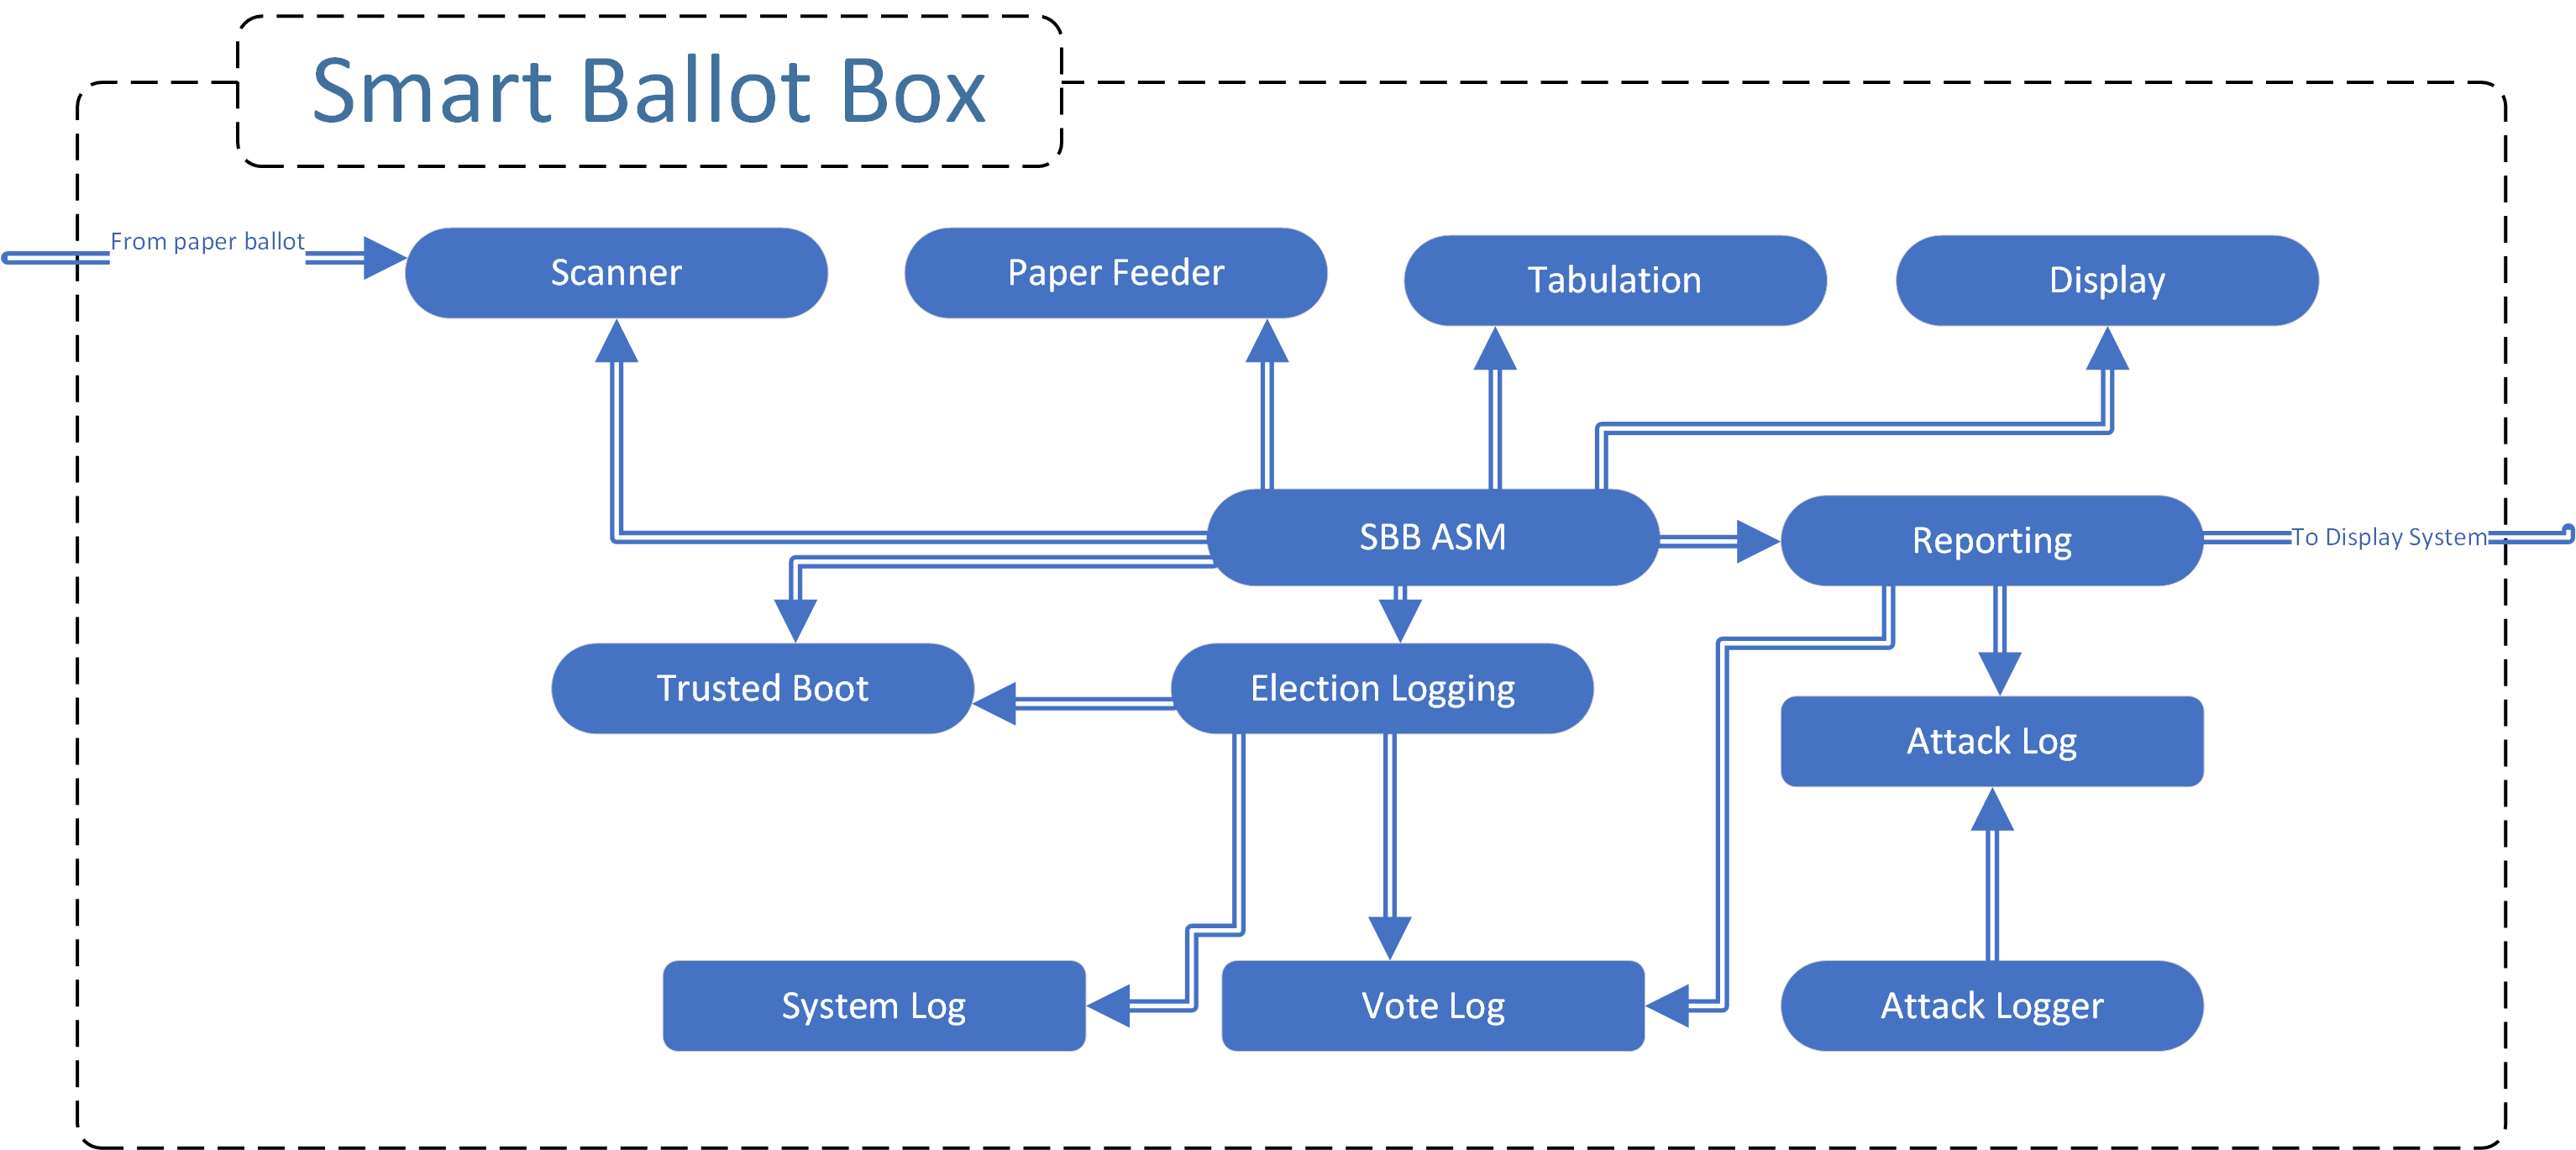 Smart Ballot Box
From paper ballot
Scanner
Paper Feeder
Tabulation
Display
SBB ASM
Reporting
To Display System
Trusted Boot
Election Logging
Attack Log
System Log
Vote Log
Attack Logger